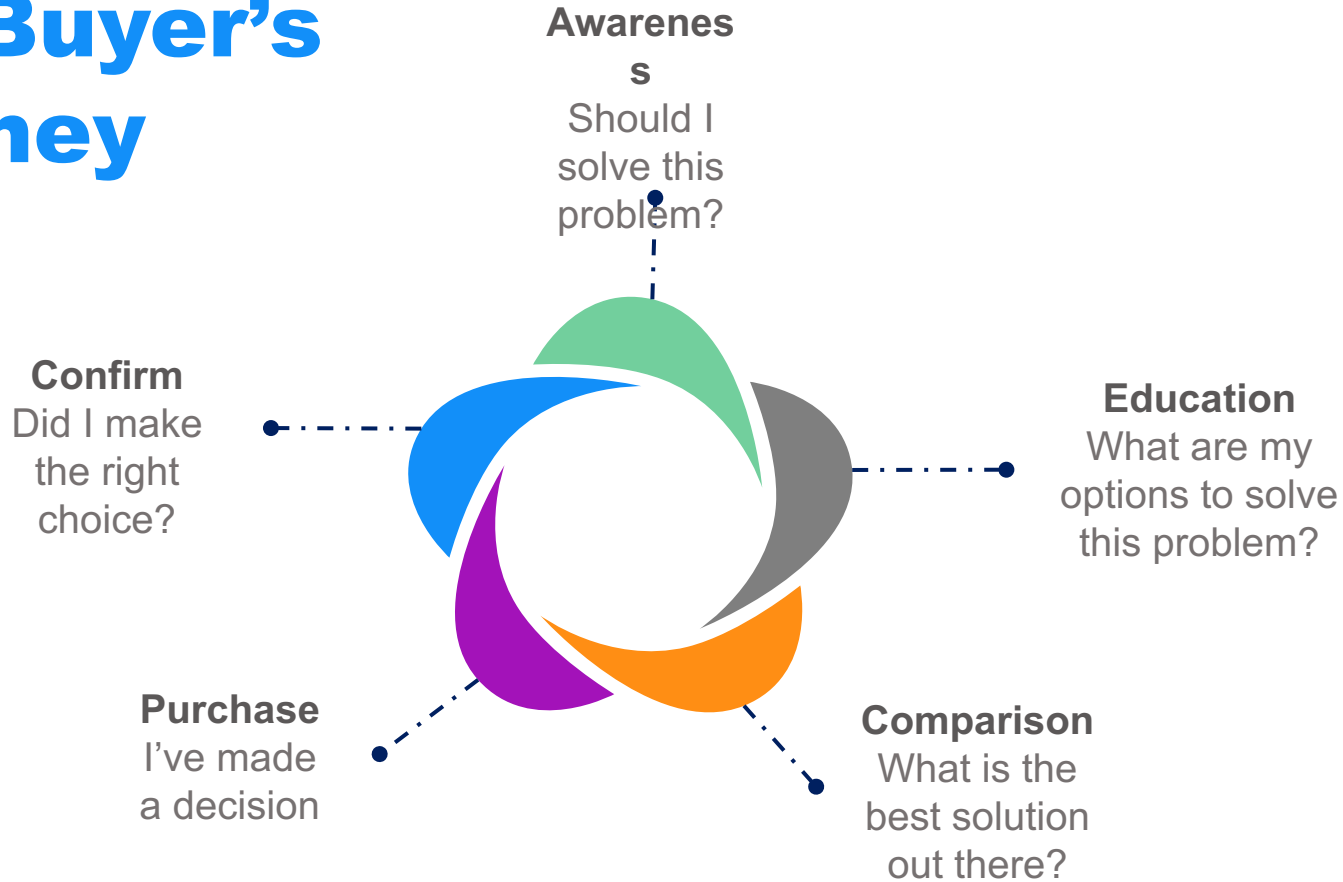 Buyer’s
ney
Awarenes
s
Should I
solve this
problem?
Education
What are my
options to solve
this problem?
Comparison
What is the
best solution
out there?
Purchase
I’ve made
a decision
Confirm
Did I make
the right
choice?